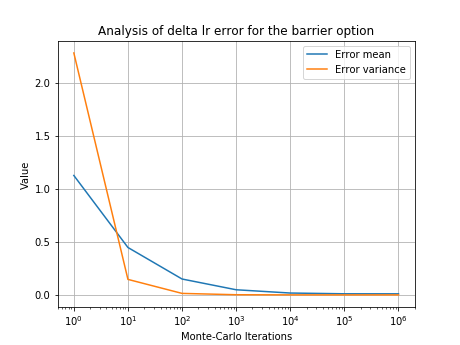 Analysis of delta lr error for the barrier option
Error mean
Error variance
2.0
1.5
1.0
0.5
0.0
Value
10⁰ 10¹ 10² 10³ 10⁴ 10⁵ 10⁶
Monte-Carlo Iterations